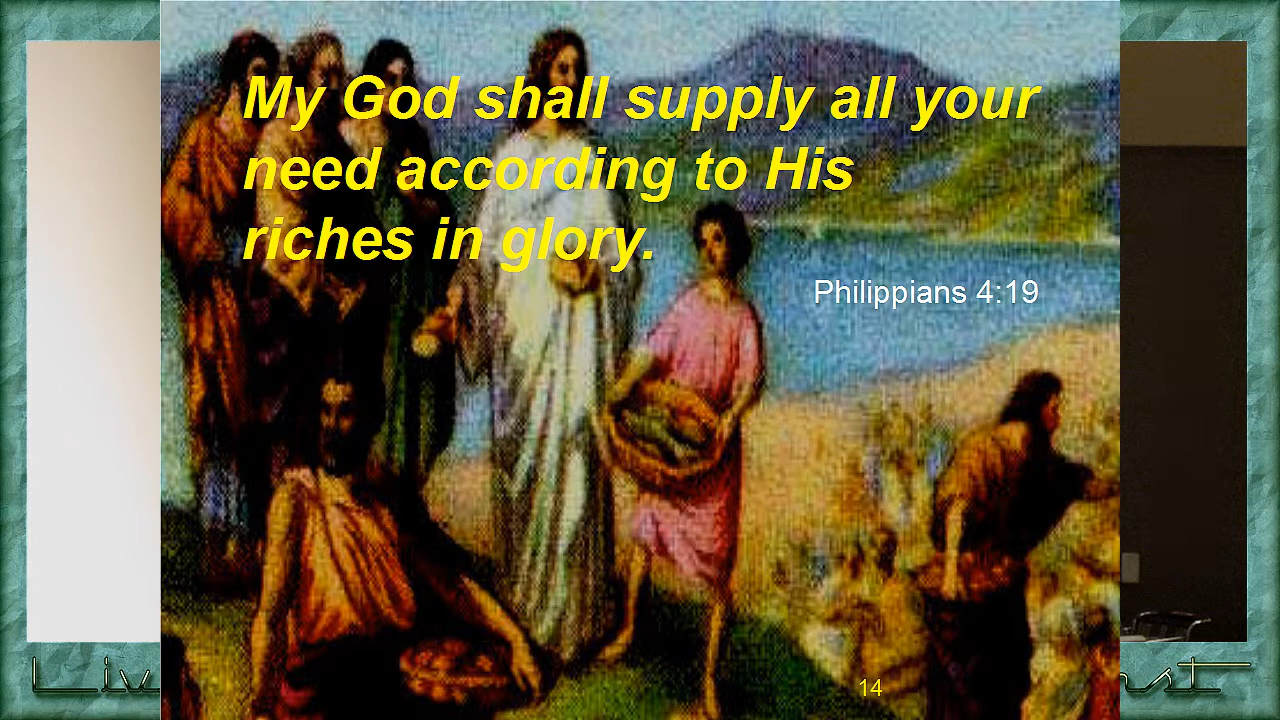 My God shall supply all your
need according to His
riches in glory.
Philippians 4:19
14